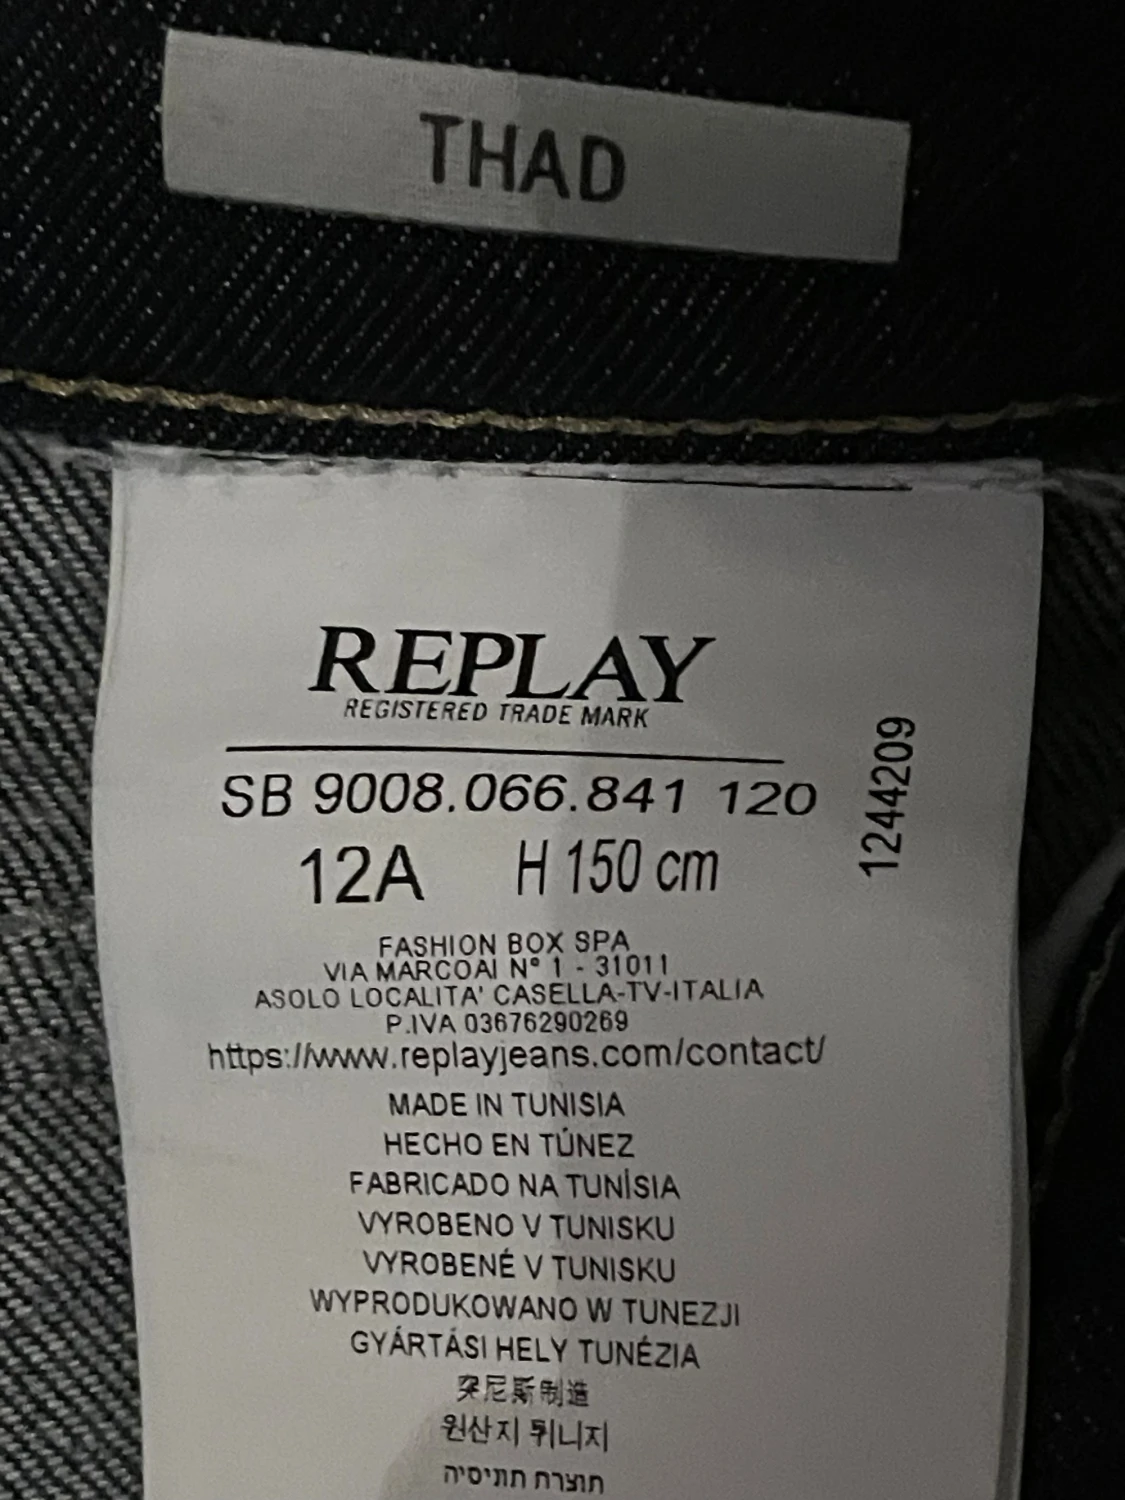 THAD
REPLAY
REGISTERED TRADE MARK
SB 9008.066.841 120
12A H 150 cm
1244209
FASHION BOX SPA
VIA MARCOAI N° 1 - 31011
ASOLO LOCALITA' CASELLA-TV-ITALIA
P.IVA 03676290269
https://www.replayjeans.com/contact/
MADE IN TUNISIA
HECHO EN TÚNEZ
FABRICADO NA TUNÍSIA
VYROBENO V TUNISKU
VYROBENÉ V TUNISKU
WYPRODUKOWANO W TUNEZJI
GYÁRTÁSI HELY TUNÉZIA
突尼斯制造
원산지 튀니지
תוצרת תוניסיה